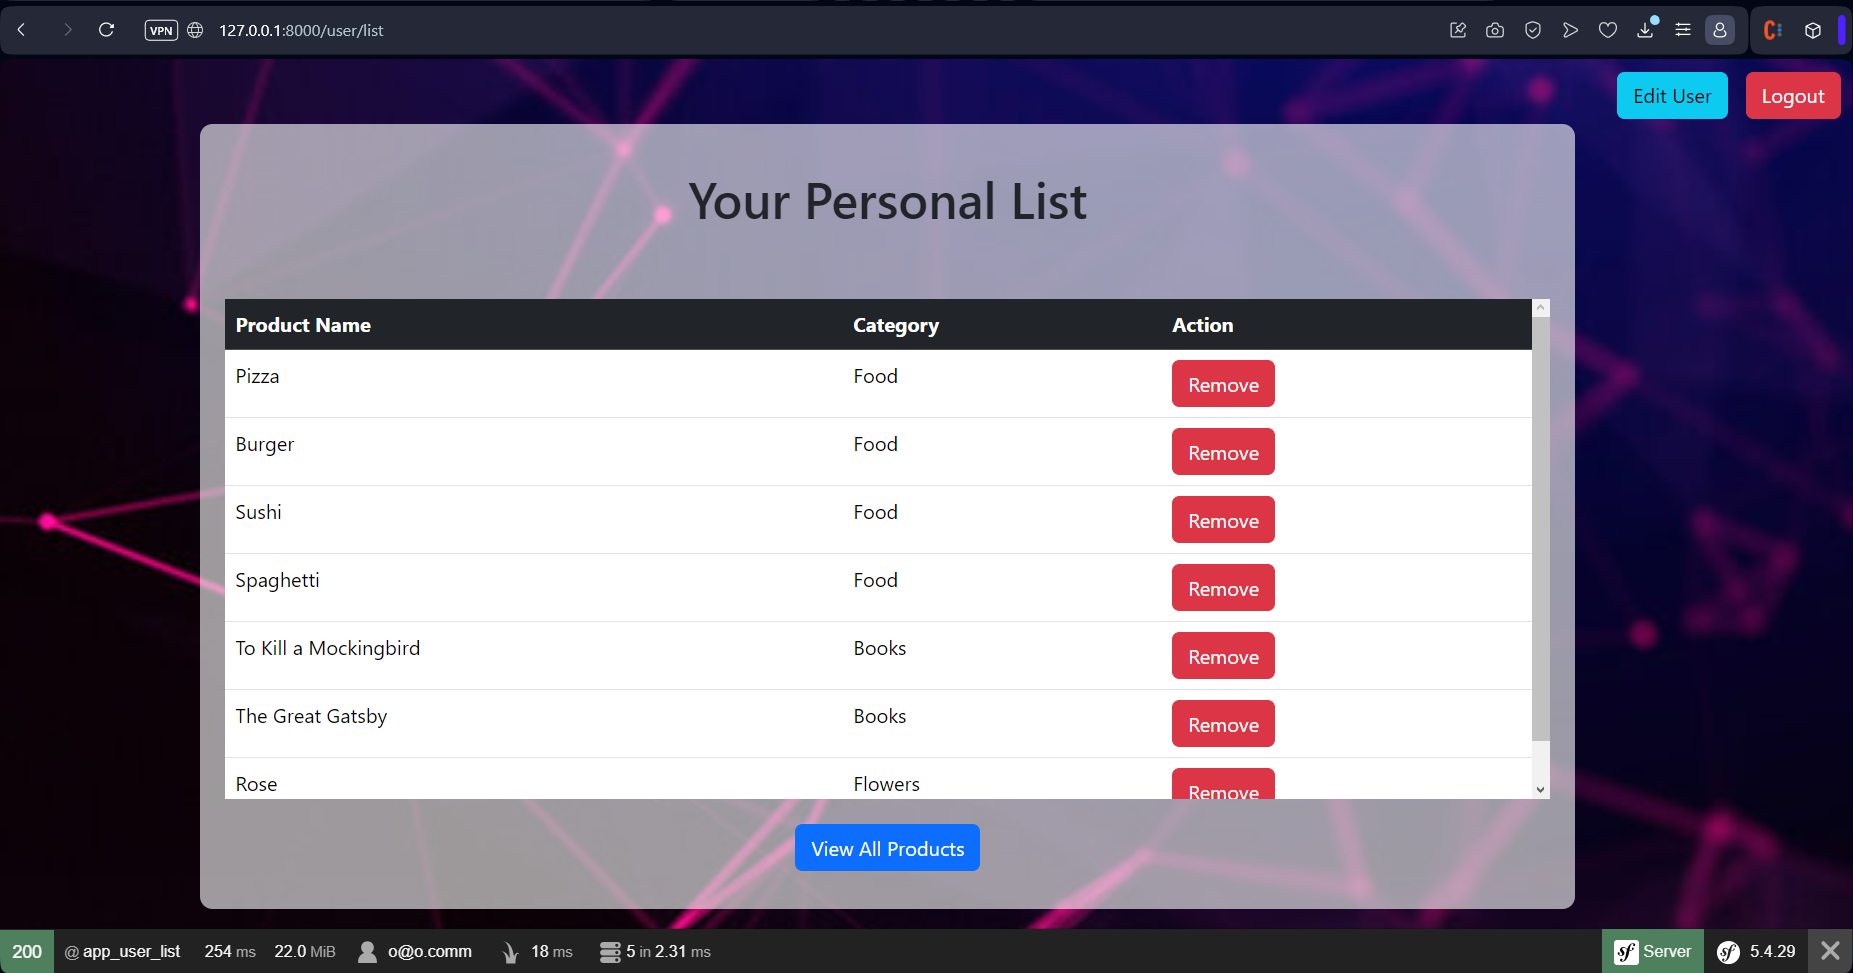 VPN 127.0.0.1:8000/user/list
Edit User Logout
Your Personal List
Product Name Category Action
Pizza Food Remove
Burger Food Remove
Sushi Food Remove
Spaghetti Food Remove
To Kill a Mockingbird Books Remove
The Great Gatsby Books Remove
Rose Flowers Remove
View All Products
200 @ app_user_list 254 ms 22.0 MiB o@o.comm 18 ms 5 in 2.31 ms sf Server sf 5.4.29